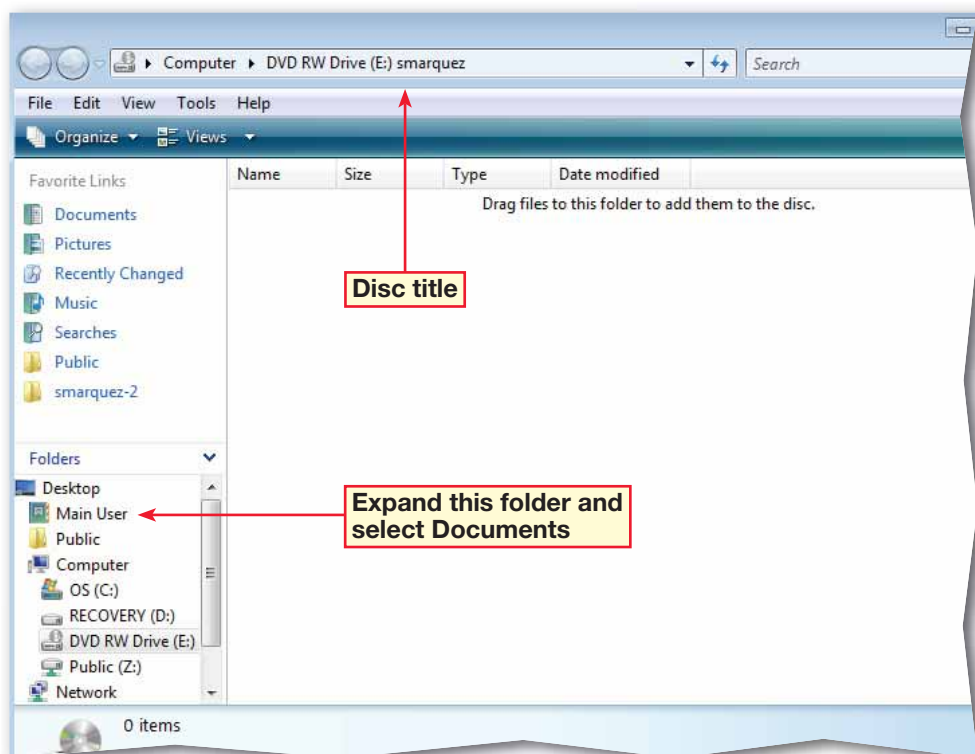 Computer ▸ DVD RW Drive (E:) smarquez
Search
File Edit View Tools Help
Organize Views
Favorite Links
Documents
Pictures
Recently Changed
Music
Searches
Public
smarquez-2
Folders
Desktop
Main User
Public
Computer
OS (C:)
RECOVERY (D:)
DVD RW Drive (E:)
Public (Z:)
Network
Name Size Type Date modified
Drag files to this folder to add them to the disc.
Disc title
Expand this folder and
select Documents
0 items